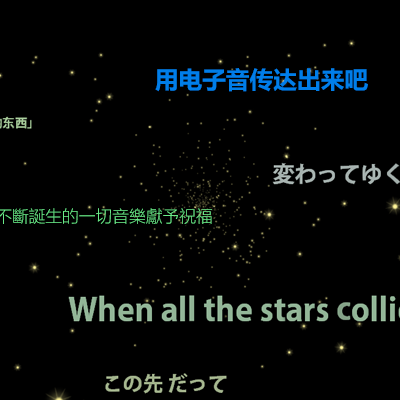 用电子音传达出来吧
东西」
変わってゆく
不斷誕生的一切音樂獻予祝福
When all the stars colli
この先 だって